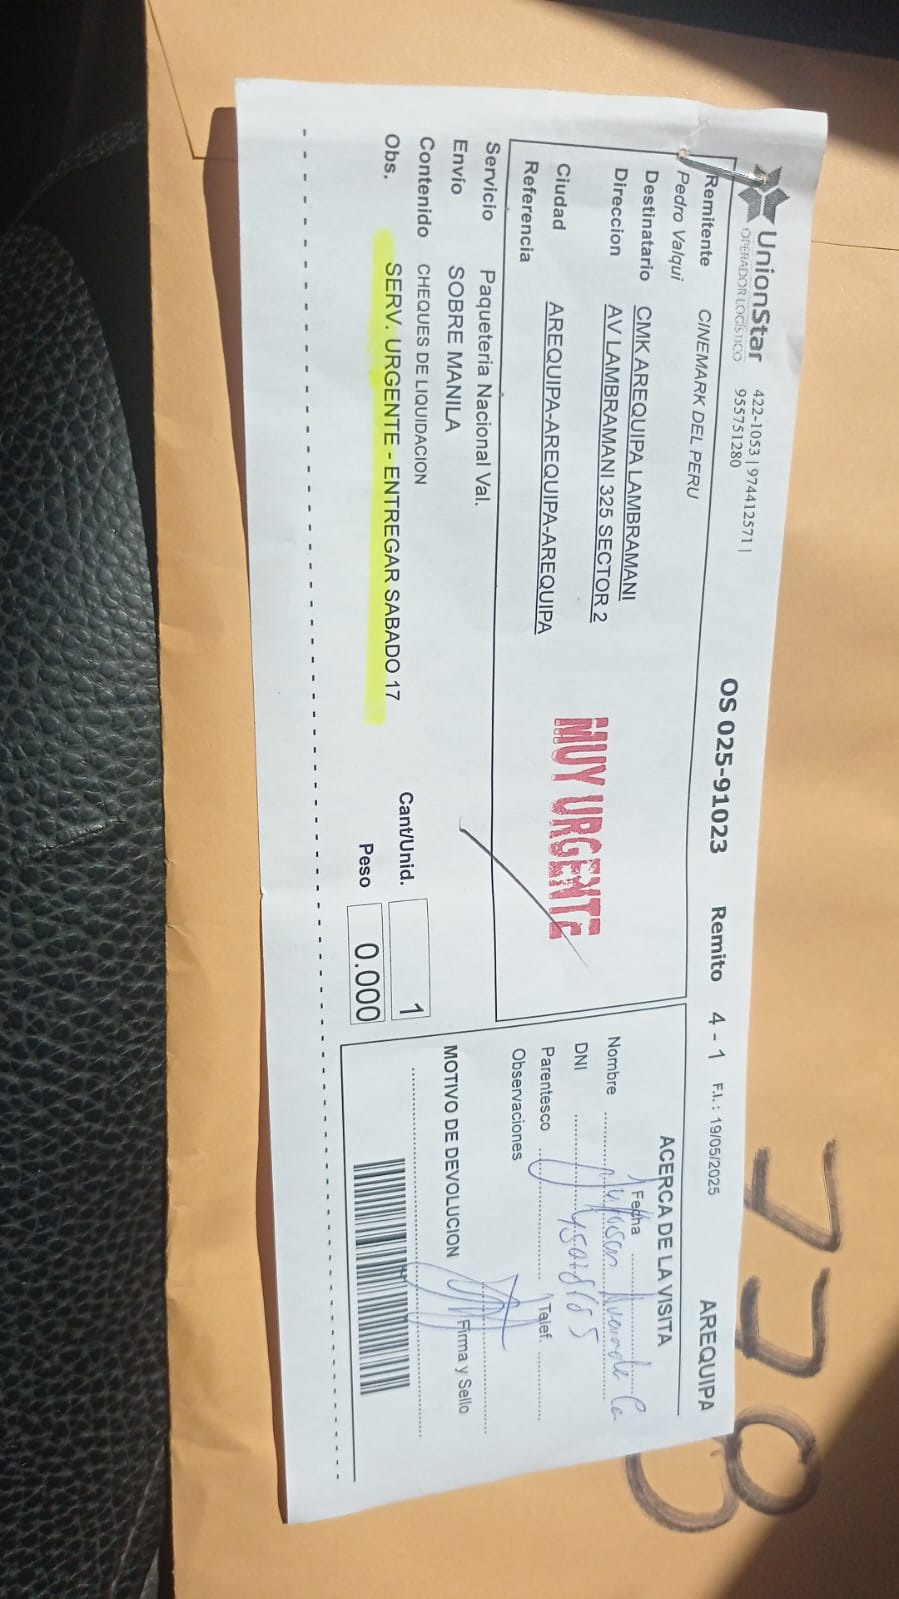 UnionStar
OPERADOR LOGÍSTICO
422-1053 | 974412571 |
955751280
OS 025-91023 Remito 4 - 1 F.I.: 19/05/2025 AREQUIPA
Remitente CINEMARK DEL PERU
Pedro Valqui
Destinatario CMK AREQUIPA LAMBRAMANI
Direccion AV LAMBRAMANI 325 SECTOR 2
Ciudad AREQUIPA-AREQUIPA-AREQUIPA
Referencia
MUY URGENTE
Servicio Paqueteria Nacional Val.
Envío SOBRE MANILA
Contenido CHEQUES DE LIQUIDACION
Obs. SERV. URGENTE - ENTREGAR SABADO 17
Cant/Unid. 1
Peso 0.000
ACERCA DE LA VISITA
Fecha
Nombre
DNI
Parentesco Telef.
Observaciones
MOTIVO DE DEVOLUCION Firma y Sello